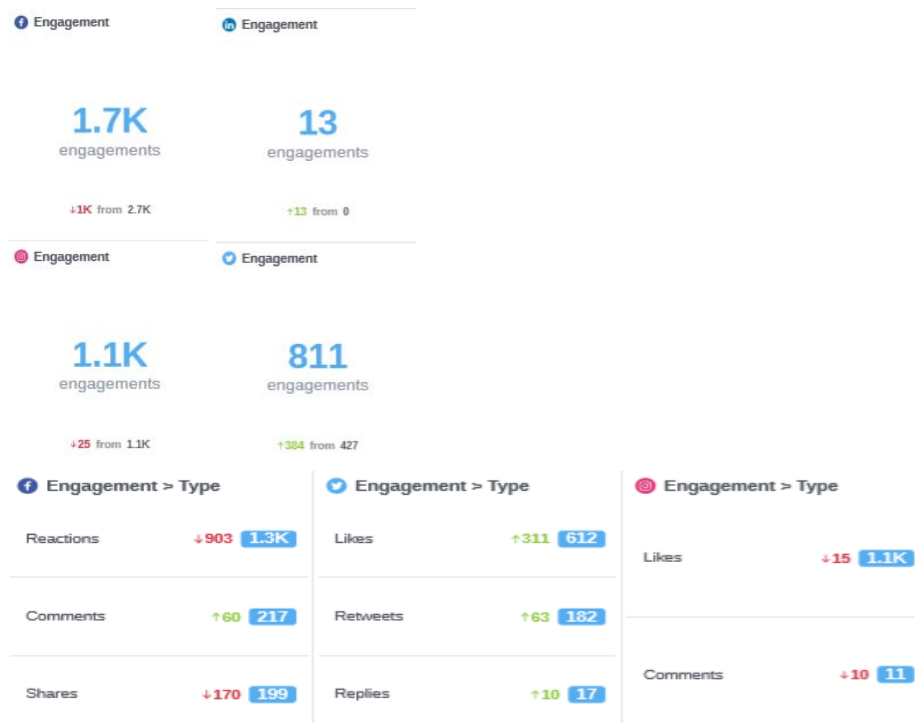 Engagement
Engagement
1.7K
engagements
13
engagements
↓1K from 2.7K
↑13 from 0
Engagement
Engagement
1.1K
engagements
811
engagements
↓25 from 1.1K
↑384 from 427
Engagement > Type
Reactions ↓903 1.3K
Comments ↑60 217
Shares ↓170 199
Engagement > Type
Likes ↑311 612
Retweets ↑63 182
Replies ↑10 17
Engagement > Type
Likes ↓15 1.1K
Comments ↓10 11